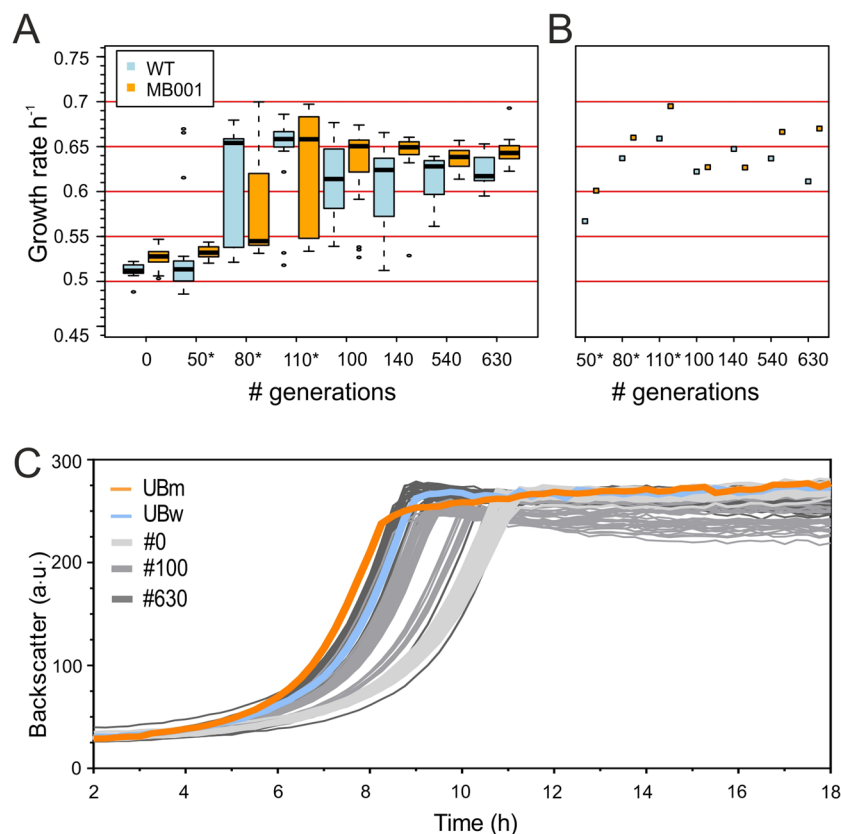 A
B
0.75
0.7
0.65
0.6
0.55
0.5
0.45
Growth rate h-1
WT
MB001
0 50* 80* 110* 100 140 540 630
# generations
50* 80* 110* 100 140 540 630
# generations
C
300
200
100
0
Backscatter (a·u·)
UBm
UBw
#0
#100
#630
2 4 6 8 10 12 14 16 18
Time (h)